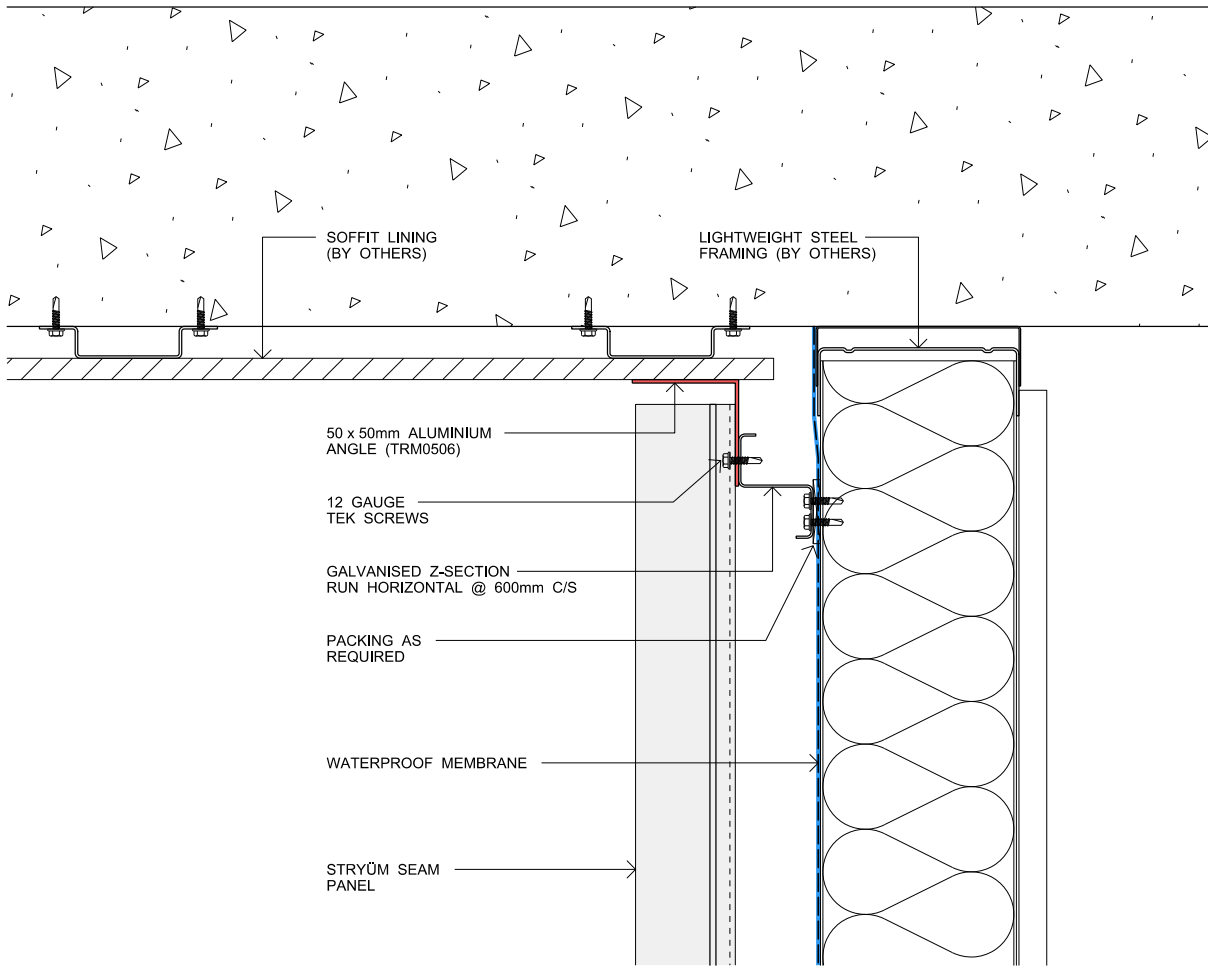 SOFFIT LINING
(BY OTHERS)
LIGHTWEIGHT STEEL
FRAMING (BY OTHERS)
50 x 50mm ALUMINIUM
ANGLE (TRM0506)
12 GAUGE
TEK SCREWS
GALVANISED Z-SECTION
RUN HORIZONTAL @ 600mm C/S
PACKING AS
REQUIRED
WATERPROOF MEMBRANE
STRYÜM SEAM
PANEL